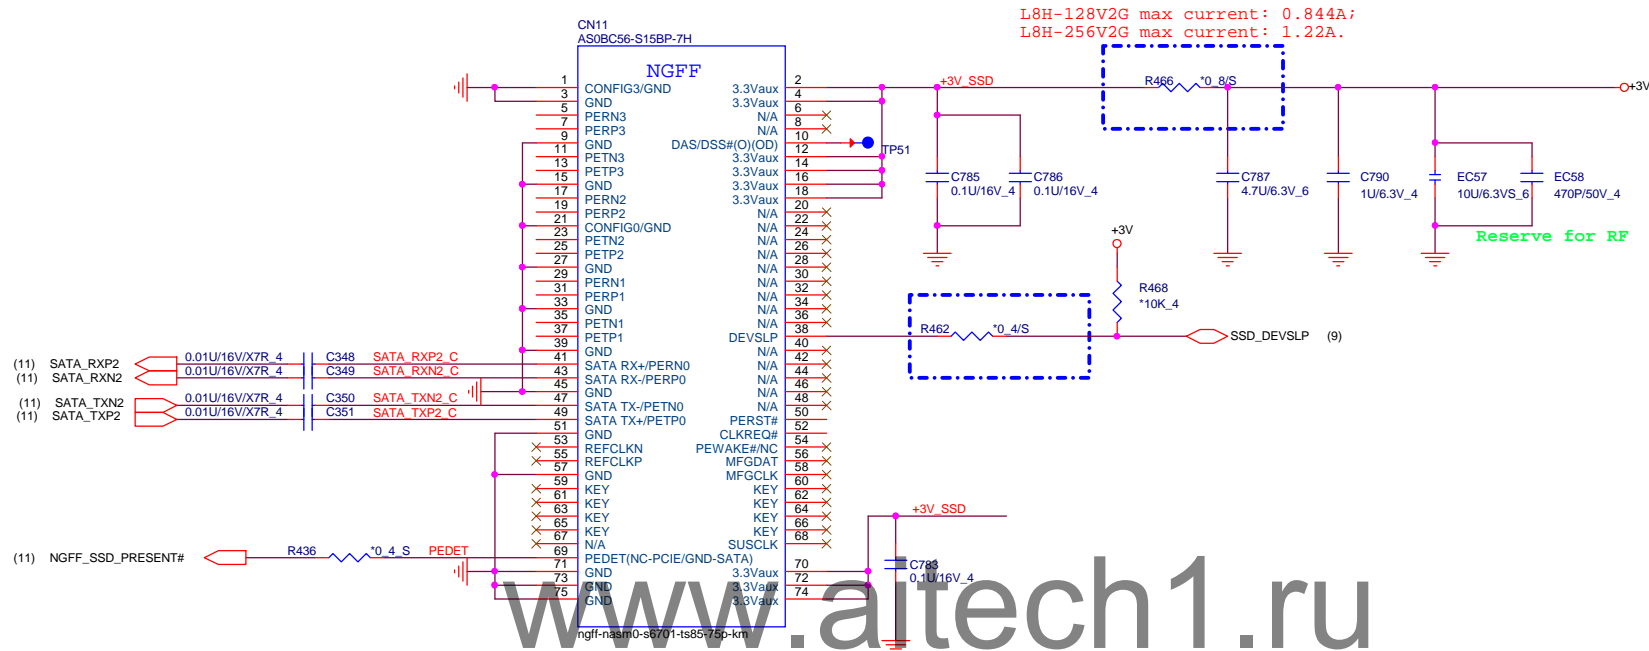 L8H-128V2G max current: 0.844A;
L8H-256V2G max current: 1.22A.
CN11
AS0BC56-S15BP-7H
NGFF
1 CONFIG3/GND 3.3Vaux 2
3 GND 3.3Vaux 4
5 PERN3 N/A 6
7 PERP3 N/A 8
9 GND DAS/DSS#(O)(OD) 10
11 PETN3 3.3Vaux 12
13 PETP3 3.3Vaux 14
15 GND 3.3Vaux 16
17 PERN2 3.3Vaux 18
19 PERP2 N/A 20
21 CONFIG0/GND N/A 22
23 PETN2 N/A 24
25 PETP2 N/A 26
27 GND N/A 28
29 PERN1 N/A 30
31 PERP1 N/A 32
33 GND N/A 34
35 PETN1 N/A 36
37 PETP1 DEVSLP 38
39 GND N/A 40
41 SATA RX+/PERN0 N/A 42
43 SATA RX-/PERP0 N/A 44
45 GND N/A 46
47 SATA TX-/PETN0 N/A 48
49 SATA TX+/PETP0 PERST# 50
51 GND CLKREQ# 52
53 REFCLKN PEWAKE#/NC 54
55 REFCLKP MFGDAT 56
57 GND MFGCLK 58
59 KEY KEY 60
61 KEY KEY 62
63 KEY KEY 64
65 KEY KEY 66
67 N/A SUSCLK 68
69 PEDET(NC-PCIE/GND-SATA)
71 GND 3.3Vaux 70
73 GND 3.3Vaux 72
75 GND 3.3Vaux 74
ngff-nasm0-s6701-ts85-75p-km
TP51
+3V_SSD
R466 *0_8/S
+3V
C785
0.1U/16V_4
C786
0.1U/16V_4
C787
4.7U/6.3V_6
C790
1U/6.3V_4
EC57
10U/6.3VS_6
EC58
470P/50V_4
Reserve for RF
+3V
R468
*10K_4
R462 *0_4/S
SSD_DEVSLP (9)
(11) SATA_RXP2 0.01U/16V/X7R_4 C348 SATA_RXP2_C
(11) SATA_RXN2 0.01U/16V/X7R_4 C349 SATA_RXN2_C
(11) SATA_TXN2 0.01U/16V/X7R_4 C350 SATA_TXN2_C
(11) SATA_TXP2 0.01U/16V/X7R_4 C351 SATA_TXP2_C
(11) NGFF_SSD_PRESENT# R436 *0_4_S PEDET
+3V_SSD
C783
0.1U/16V_4
www.aitech1.ru